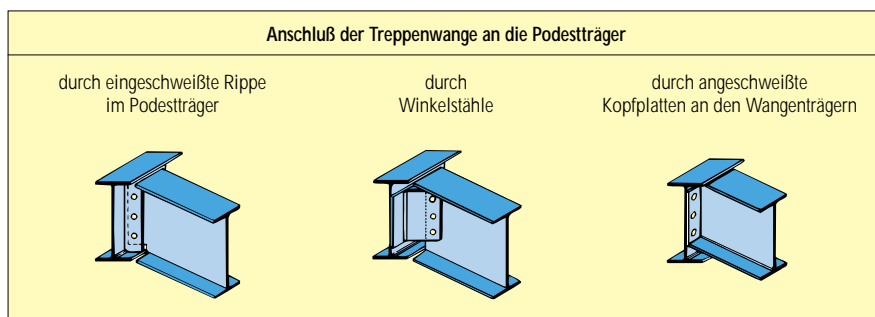 Anschluß der Treppenwange an die Podestträger
durch eingeschweißte Rippe
im Podestträger
durch
Winkelstähle
durch angeschweißte
Kopfplatten an den Wangenträgern